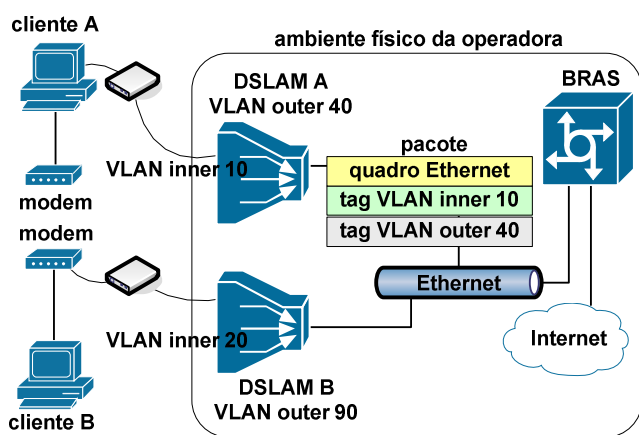 cliente A
ambiente físico da operadora
DSLAM A
VLAN outer 40
BRAS
pacote
quadro Ethernet
tag VLAN inner 10
tag VLAN outer 40
VLAN inner 10
modem
modem
Ethernet
VLAN inner 20
Internet
DSLAM B
VLAN outer 90
cliente B